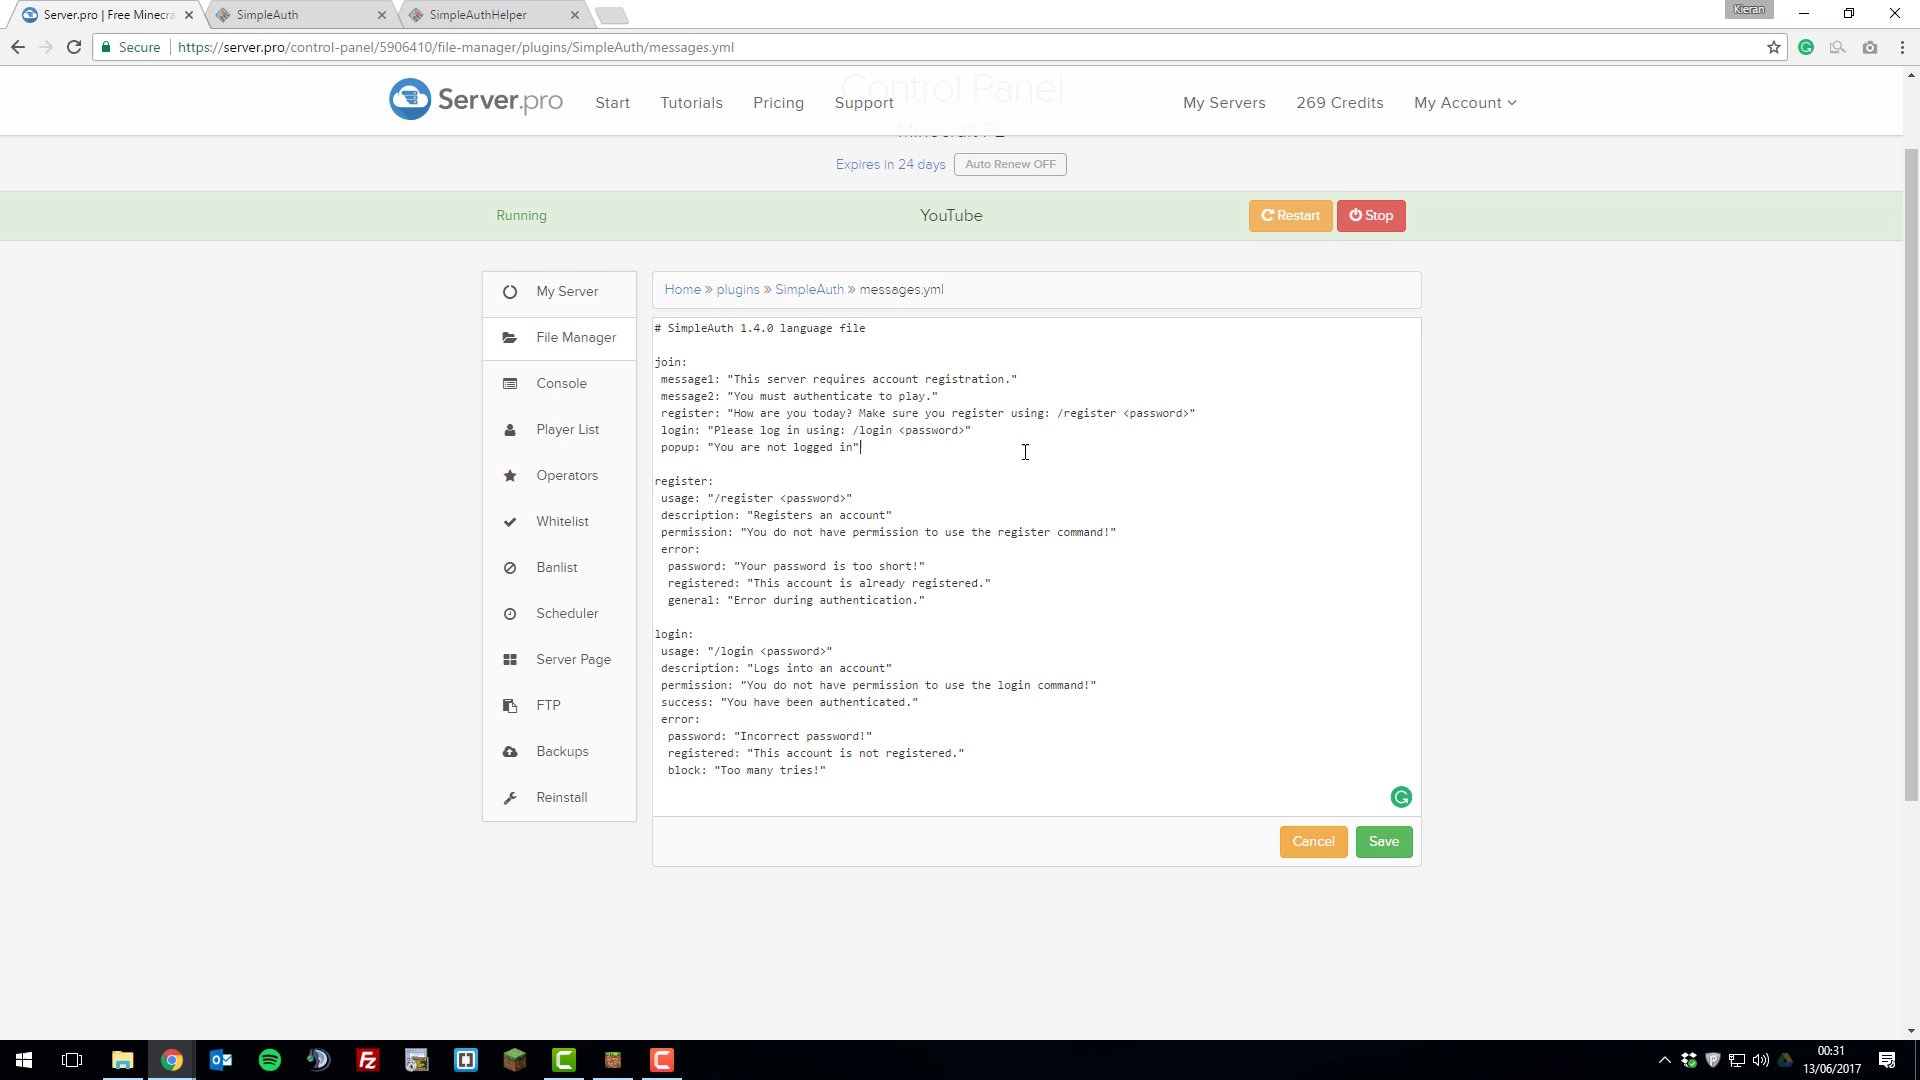 Server.pro | Free Minecra
SimpleAuth
SimpleAuthHelper
Kieran
Secure
https://server.pro/control-panel/5906410/file-manager/plugins/SimpleAuth/messages.yml
Control Panel
Server.pro
Start
Tutorials
Pricing
Support
My Servers
269 Credits
My Account
Minecraft PE
Expires in 24 days
Auto Renew OFF
Running
YouTube
Restart
Stop
My Server
File Manager
Console
Player List
Operators
Whitelist
Banlist
Scheduler
Server Page
FTP
Backups
Reinstall
Home » plugins » SimpleAuth » messages.yml
# SimpleAuth 1.4.0 language file
join:
message1: "This server requires account registration."
message2: "You must authenticate to play."
register: "How are you today? Make sure you register using: /register <password>"
login: "Please log in using: /login <password>"
popup: "You are not logged in"
register:
usage: "/register <password>"
description: "Registers an account"
permission: "You do not have permission to use the register command!"
error:
password: "Your password is too short!"
registered: "This account is already registered."
general: "Error during authentication."
login:
usage: "/login <password>"
description: "Logs into an account"
permission: "You do not have permission to use the login command!"
success: "You have been authenticated."
error:
password: "Incorrect password!"
registered: "This account is not registered."
block: "Too many tries!"
Cancel
Save
00:31
13/06/2017